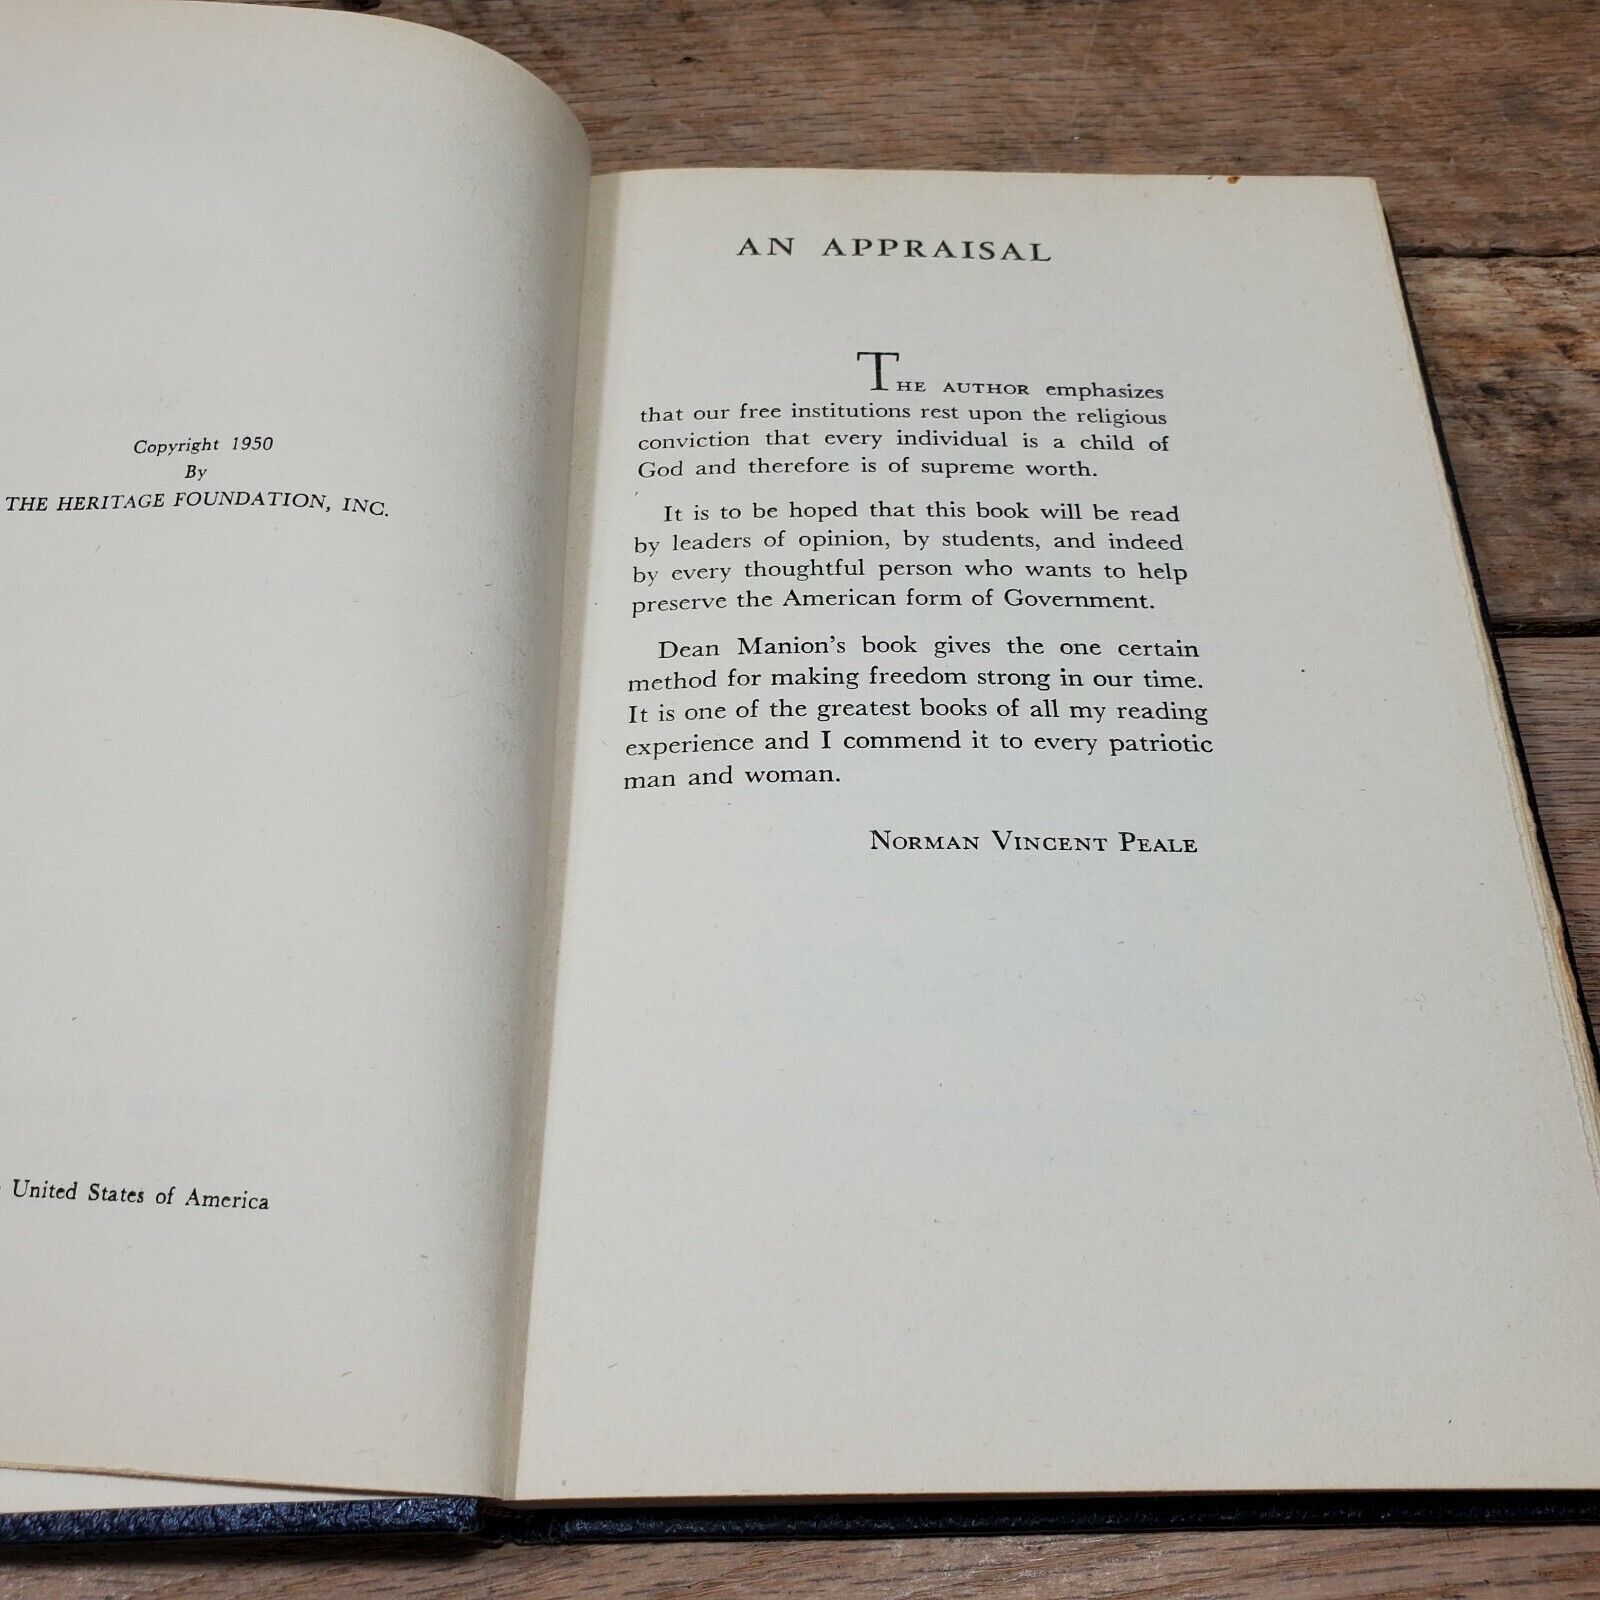 Copyright 1950
By
THE HERITAGE FOUNDATION, INC.
United States of America
AN APPRAISAL
THE AUTHOR emphasizes
that our free institutions rest upon the religious
conviction that every individual is a child of
God and therefore is of supreme worth.
It is to be hoped that this book will be read
by leaders of opinion, by students, and indeed
by every thoughtful person who wants to help
preserve the American form of Government.
Dean Manion's book gives the one certain
method for making freedom strong in our time.
It is one of the greatest books of all my reading
experience and I commend it to every patriotic
man and woman.
NORMAN VINCENT PEALE